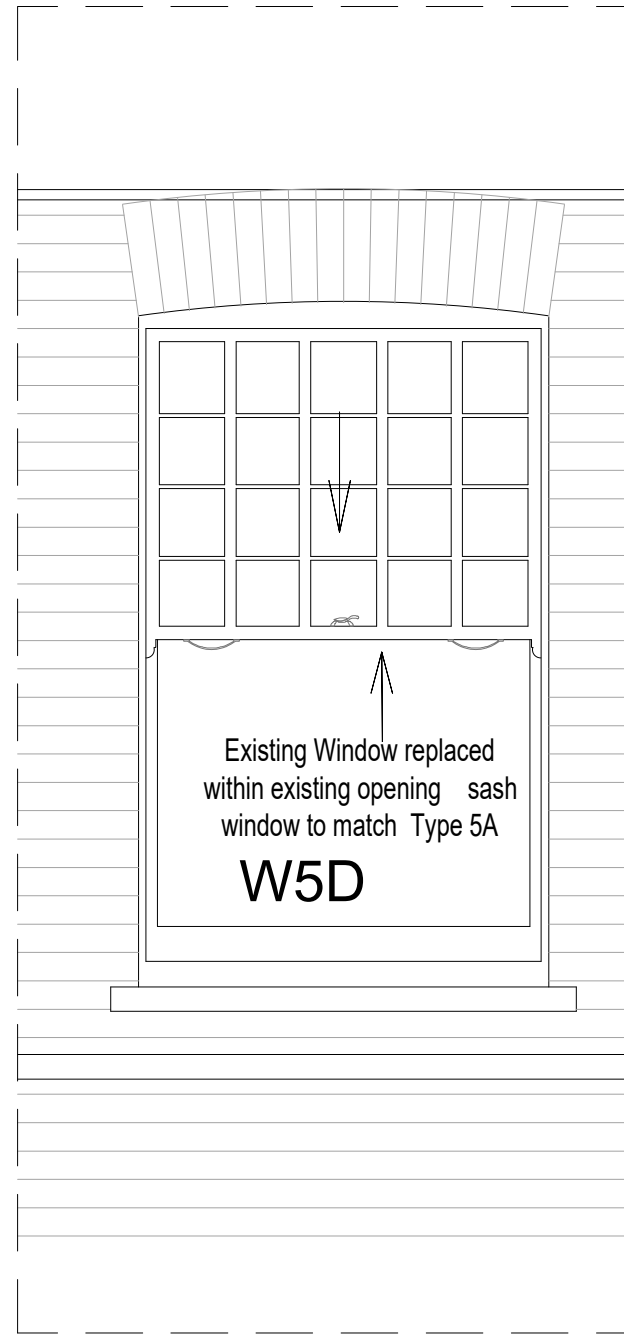 Existing Window replaced
within existing opening sash
window to match Type 5A
W5D